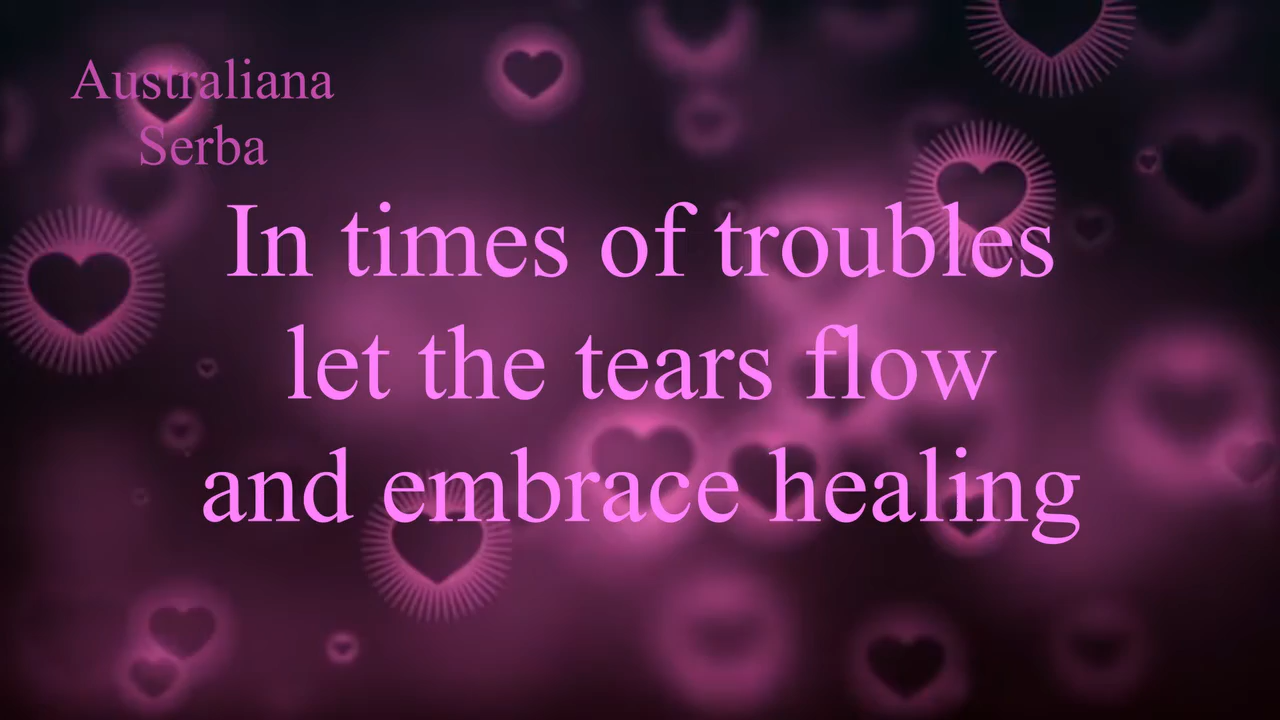 Australiana
Serba
In times of troubles
let the tears flow
and embrace healing